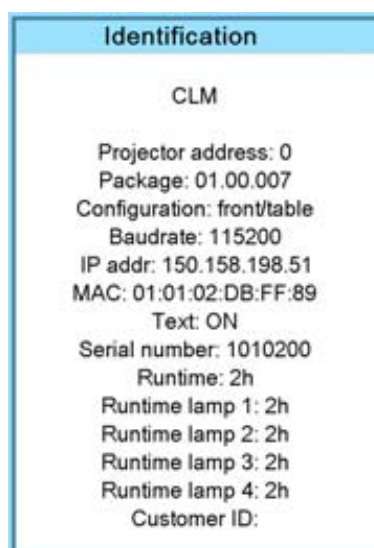 Identification
CLM
Projector address: 0
Package: 01.00.007
Configuration: front/table
Baudrate: 115200
IP addr: 150.158.198.51
MAC: 01:01:02:DB:FF:89
Text: ON
Serial number: 1010200
Runtime: 2h
Runtime lamp 1: 2h
Runtime lamp 2: 2h
Runtime lamp 3: 2h
Runtime lamp 4: 2h
Customer ID: